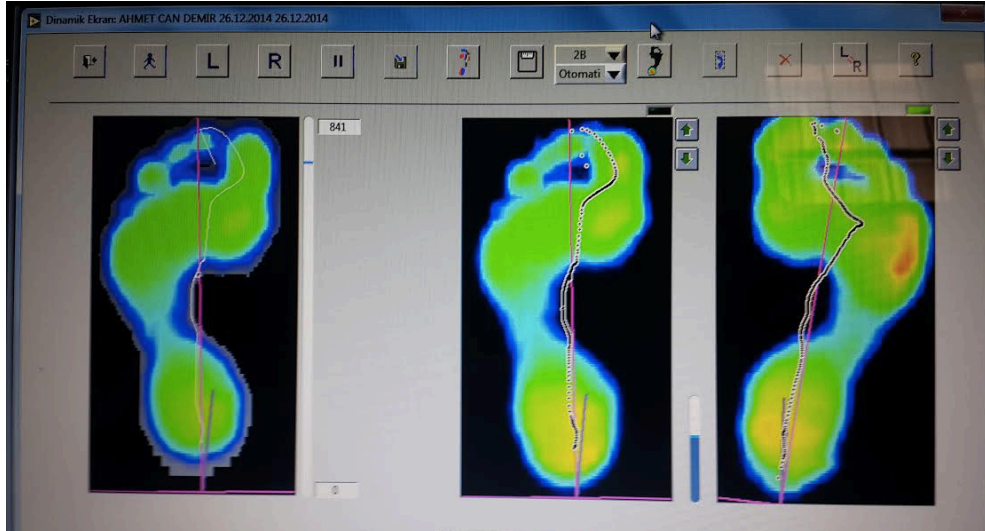 Dinamik Ekran: AHMET CAN DEMIR 26.12.2014 26.12.2014
L
R
2B
Otomati
L
R
?
841
0